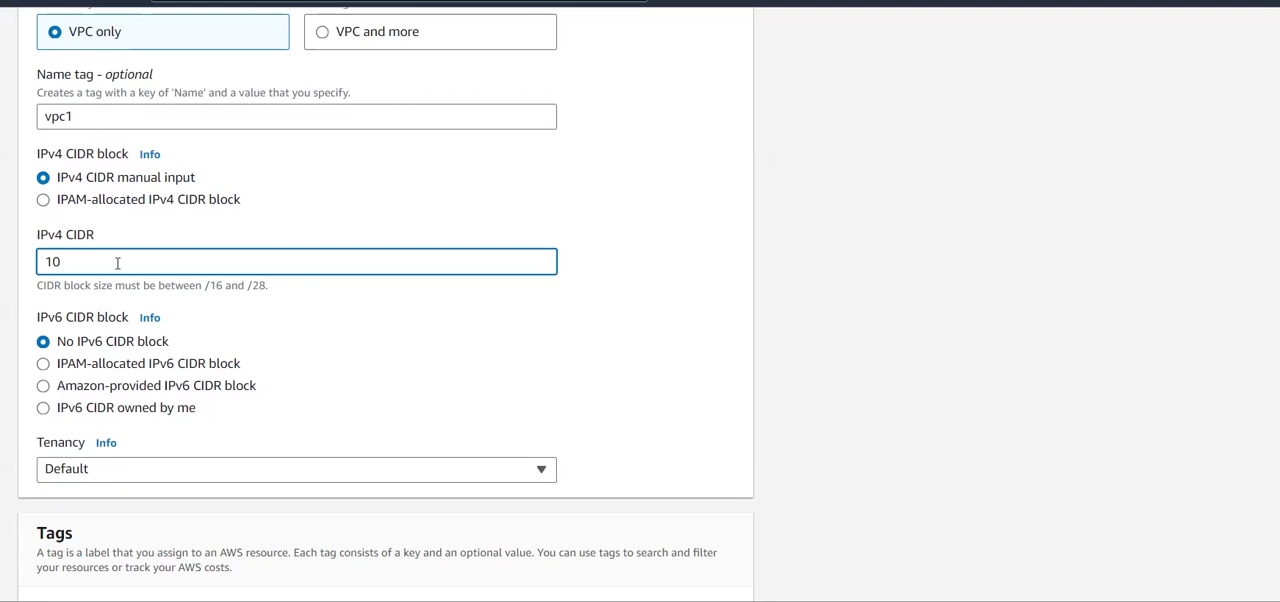 VPC only
VPC and more
Name tag - optional
Creates a tag with a key of 'Name' and a value that you specify.
vpc1
IPv4 CIDR block Info
IPv4 CIDR manual input
IPAM-allocated IPv4 CIDR block
IPv4 CIDR
10
CIDR block size must be between /16 and /28.
IPv6 CIDR block Info
No IPv6 CIDR block
IPAM-allocated IPv6 CIDR block
Amazon-provided IPv6 CIDR block
IPv6 CIDR owned by me
Tenancy Info
Default
Tags
A tag is a label that you assign to an AWS resource. Each tag consists of a key and an optional value. You can use tags to search and filter
your resources or track your AWS costs.